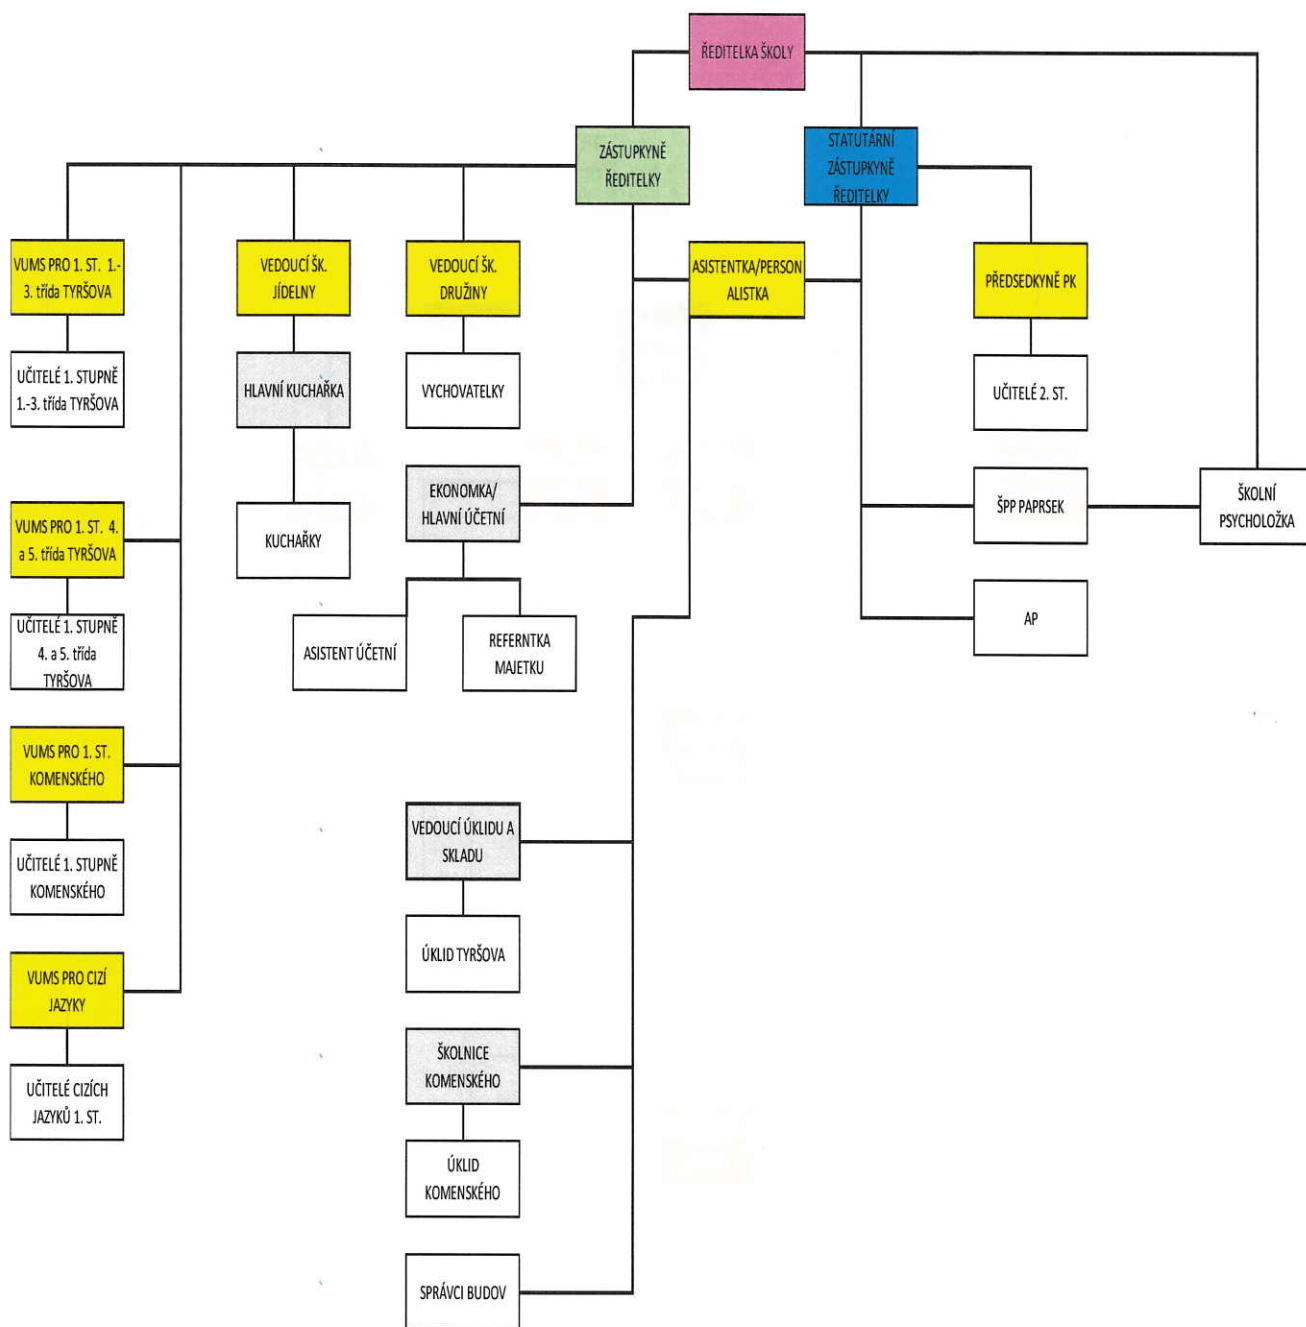 ŘEDITELKA ŠKOLY
ZÁSTUPKYNĚ
ŘEDITELKY
STATUTÁRNÍ
ZÁSTUPKYNĚ
ŘEDITELKY
VUMS PRO 1. ST. 1.-
3. třída TYRŠOVA
VEDOUCÍ ŠK.
JÍDELNY
VEDOUCÍ ŠK.
DRUŽINY
ASISTENTKA/PERSON
ALISTKA
PŘEDSEDKYNĚ PK
UČITELÉ 1. STUPNĚ
1.-3. třída TYRŠOVA
HLAVNÍ KUCHAŘKA
VYCHOVATELKY
UČITELÉ 2. ST.
EKONOMKA/
HLAVNÍ ÚČETNÍ
ŠPP PAPRSEK
ŠKOLNÍ
PSYCHOLOŽKA
VUMS PRO 1. ST. 4.
a 5. třída TYRŠOVA
KUCHAŘKY
AP
UČITELÉ 1. STUPNĚ
4. a 5. třída
TYRŠOVA
ASISTENT ÚČETNÍ
REFERNTKA
MAJETKU
VUMS PRO 1. ST.
KOMENSKÉHO
VEDOUCÍ ÚKLIDU A
SKLADU
UČITELÉ 1. STUPNĚ
KOMENSKÉHO
ÚKLID TYRŠOVA
VUMS PRO CIZÍ
JAZYKY
ŠKOLNICE
KOMENSKÉHO
UČITELÉ CIZÍCH
JAZYKŮ 1. ST.
ÚKLID
KOMENSKÉHO
SPRÁVCI BUDOV